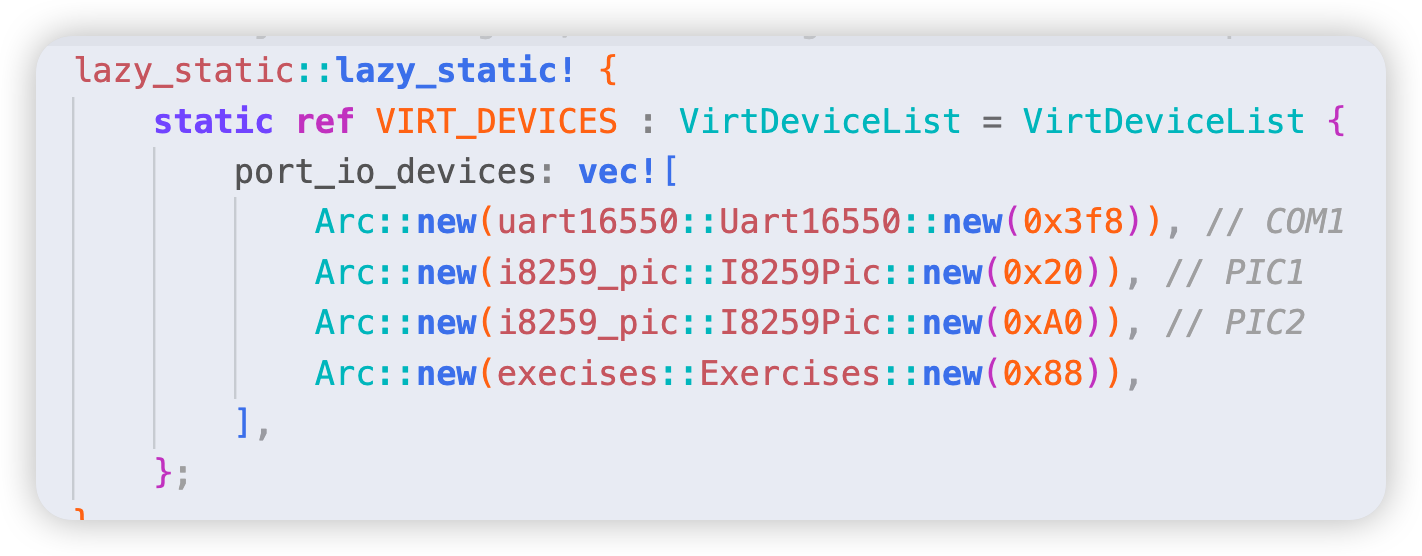 lazy_static::lazy_static! {
    static ref VIRT_DEVICES : VirtDeviceList = VirtDeviceList {
        port_io_devices: vec![
            Arc::new(uart16550::Uart16550::new(0x3f8)), // COM1
            Arc::new(i8259_pic::I8259Pic::new(0x20)), // PIC1
            Arc::new(i8259_pic::I8259Pic::new(0xA0)), // PIC2
            Arc::new(execises::Exercises::new(0x88)),
        ],
    };
}